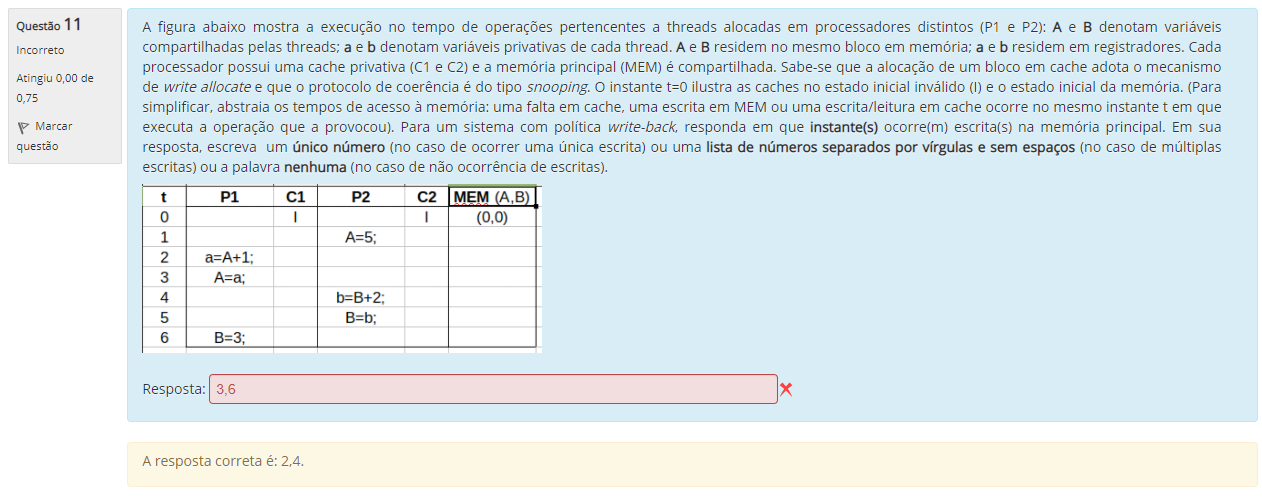 Questão 11
Incorreto
Atingiu 0,00 de
0,75
Marcar
questão
A figura abaixo mostra a execução no tempo de operações pertencentes a threads alocadas em processadores distintos (P1 e P2): A e B denotam variáveis
compartilhadas pelas threads; a e b denotam variáveis privativas de cada thread. A e B residem no mesmo bloco em memória; a e b residem em registradores. Cada
processador possui uma cache privativa (C1 e C2) e a memória principal (MEM) é compartilhada. Sabe-se que a alocação de um bloco em cache adota o mecanismo
de write allocate e que o protocolo de coerência é do tipo snooping. O instante t=0 ilustra as caches no estado inicial inválido (I) e o estado inicial da memória. (Para
simplificar, abstraia os tempos de acesso à memória: uma falta em cache, uma escrita em MEM ou uma escrita/leitura em cache ocorre no mesmo instante t em que
executa a operação que a provocou). Para um sistema com política write-back, responda em que instante(s) ocorre(m) escrita(s) na memória principal. Em sua
resposta, escreva um único número (no caso de ocorrer uma única escrita) ou uma lista de números separados por vírgulas e sem espaços (no caso de múltiplas
escritas) ou a palavra nenhuma (no caso de não ocorrência de escritas).
t P1 C1 P2 C2 MEM (A,B)
0 I I (0,0)
1 A=5;
2 a=A+1;
3 A=a;
4 b=B+2;
5 B=b;
6 B=3;
Resposta: 3,6
A resposta correta é: 2,4.